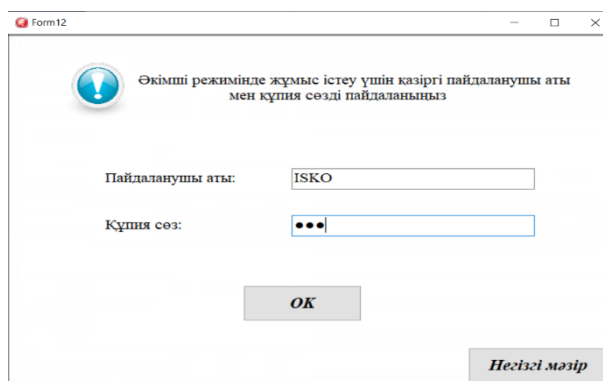 Form12
Әкімші режимінде жұмыс істеу үшін қазіргі пайдаланушы аты
мен құпия сөзді пайдаланыңыз
Пайдаланушы аты:
ISKO
Құпия сөз:
●●●
OK
Негізгі мәзір